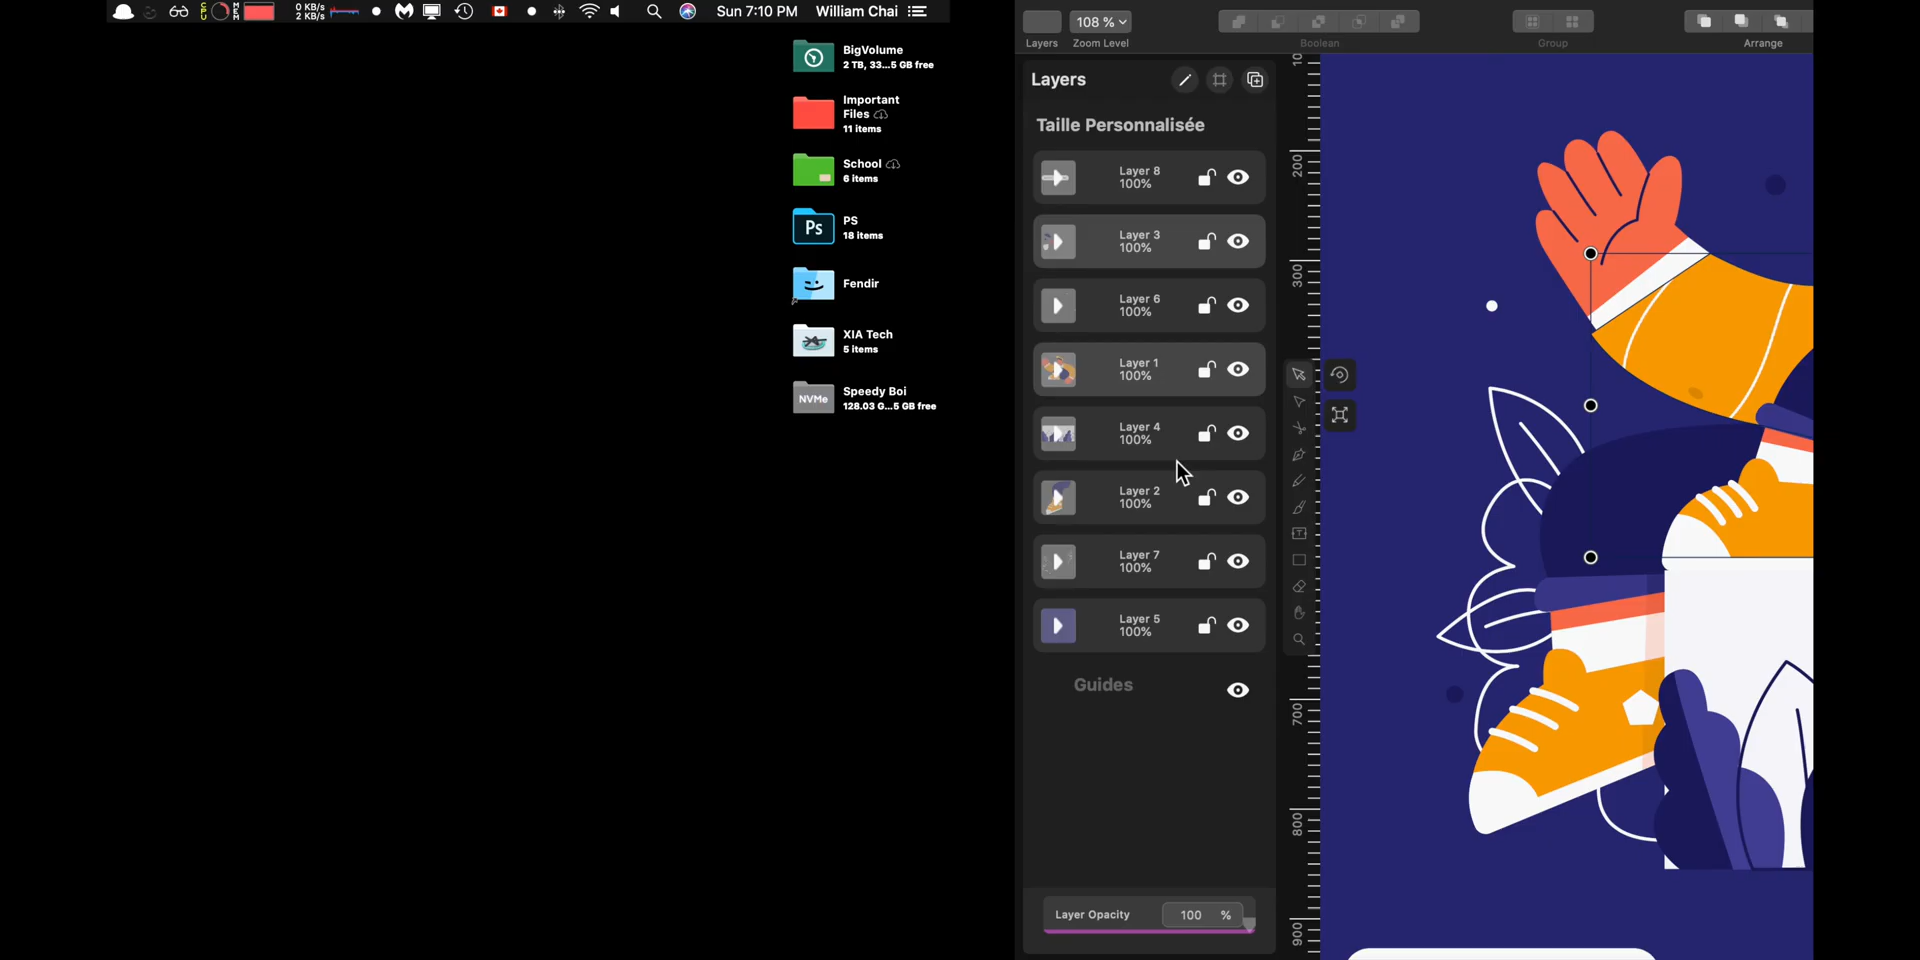 CPU
MEM
0 KB/s
2 KB/s
Sun 7:10 PM
William Chai
BigVolume
2 TB, 33...5 GB free
Important
Files
11 items
School
6 items
Ps
PS
18 items
Fendir
XIA Tech
5 items
NVMe
Speedy Boi
128.03 G...5 GB free
108 %
Layers
Zoom Level
Boolean
Group
Arrange
Layers
Taille Personnalisée
Layer 8
100%
Layer 3
100%
Layer 6
100%
Layer 1
100%
Layer 4
100%
Layer 2
100%
Layer 7
100%
Layer 5
100%
Guides
Layer Opacity
100 %
10
200
300
700
800
900